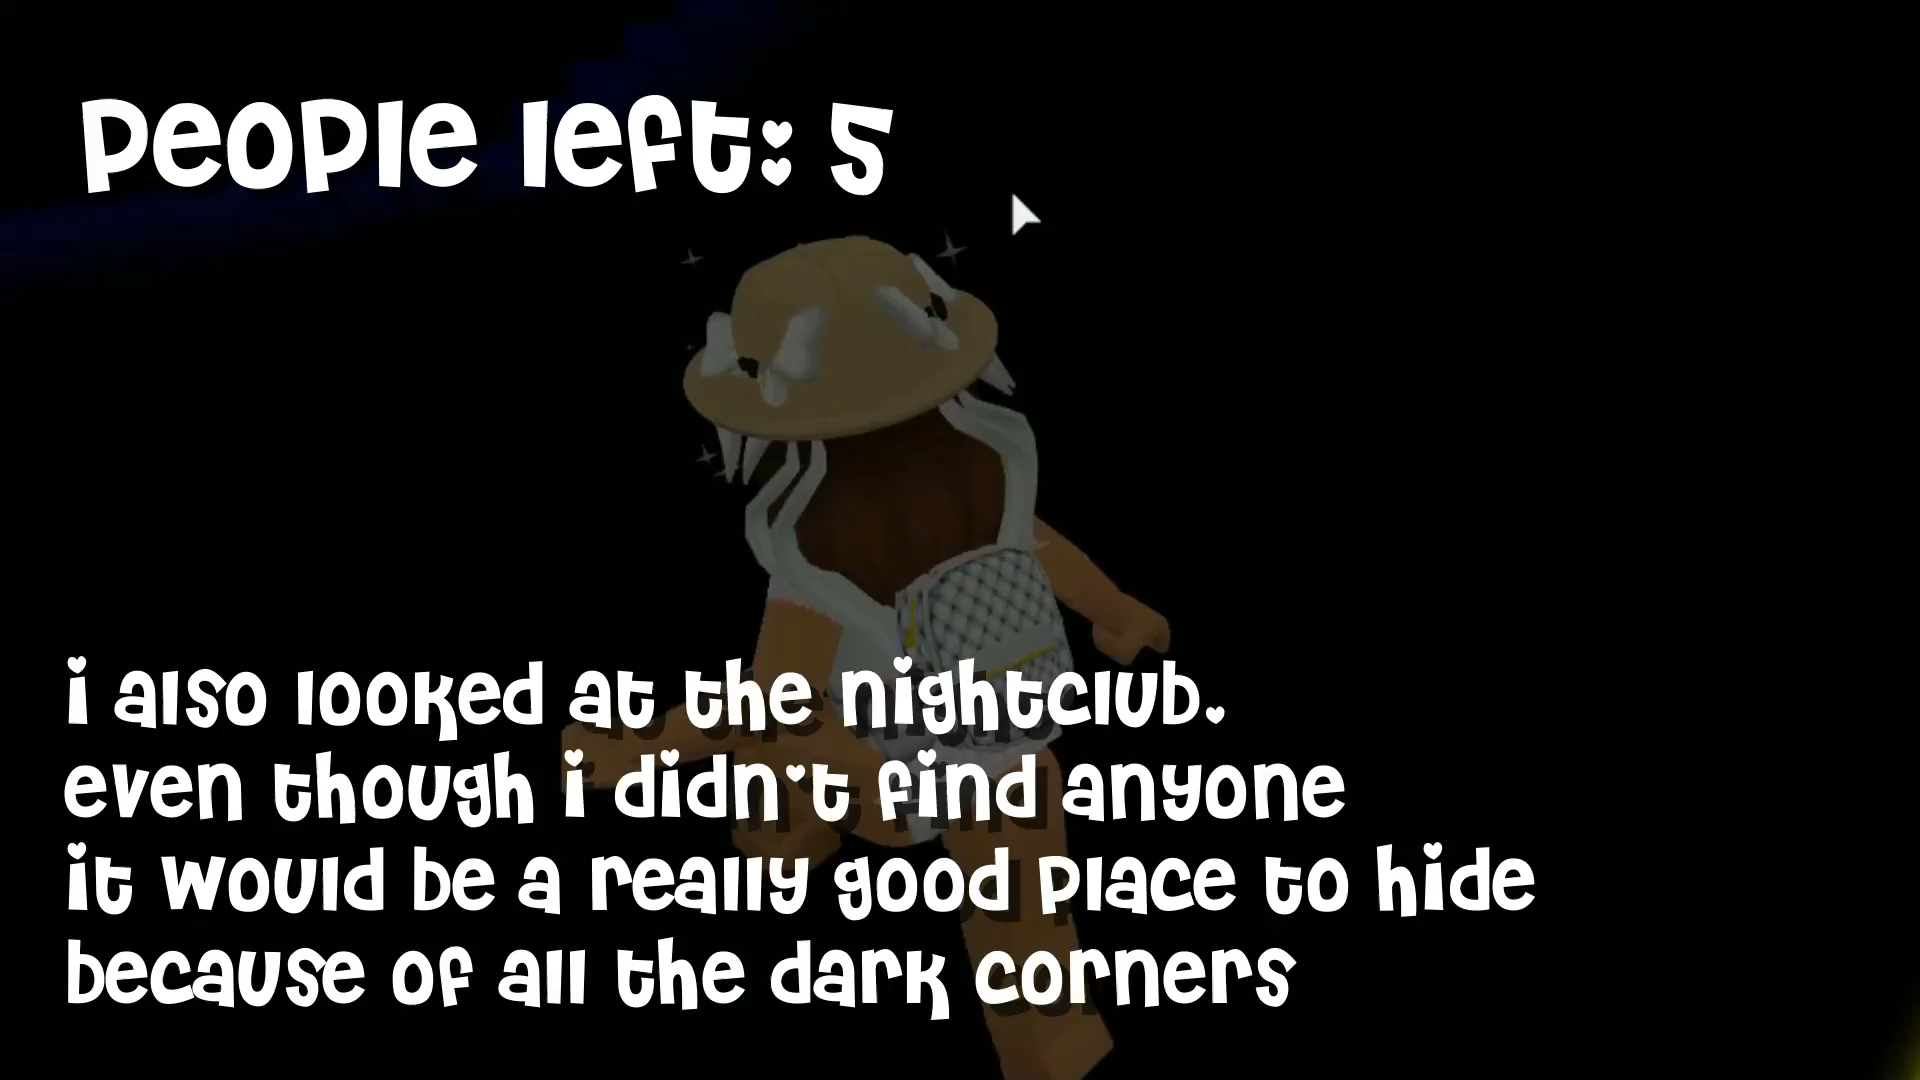 People left: 5
i also looked at the nightclub.
even though i didn't find anyone
it would be a really good place to hide
because of all the dark corners